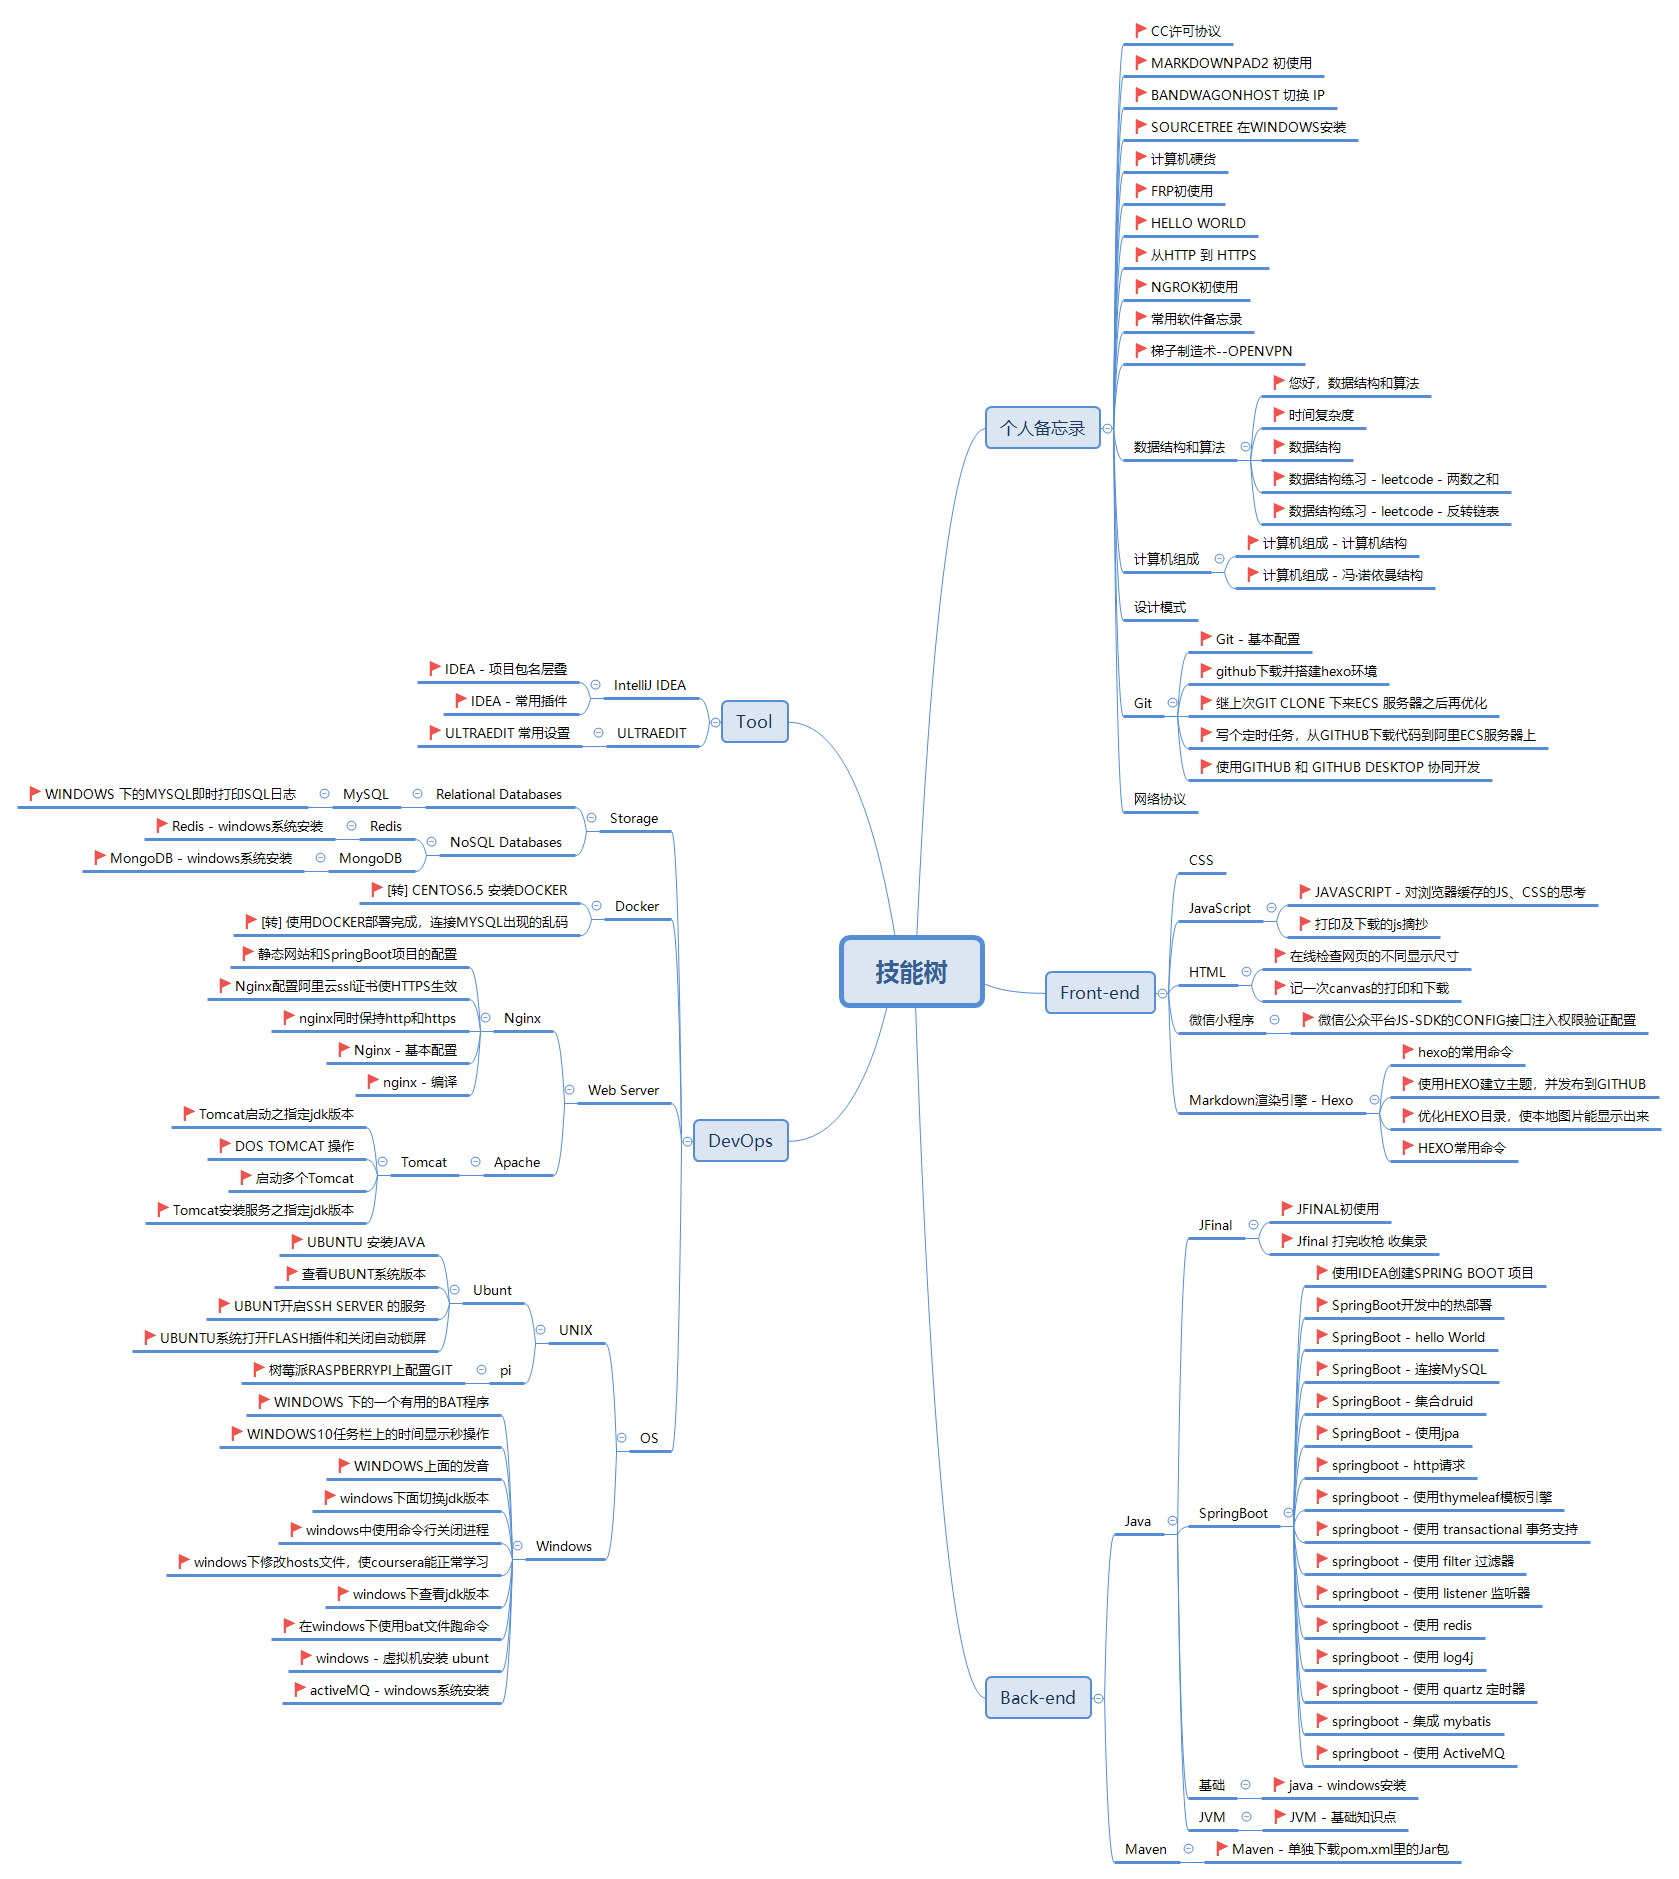 技能树
个人备忘录
CC许可协议
MARKDOWNPAD2 初使用
BANDWAGONHOST 切换 IP
SOURCETREE 在WINDOWS安装
计算机硬货
FRP初使用
HELLO WORLD
从HTTP 到 HTTPS
NGROK初使用
常用软件备忘录
梯子制造术--OPENVPN
数据结构和算法
您好，数据结构和算法
时间复杂度
数据结构
数据结构练习 - leetcode - 两数之和
数据结构练习 - leetcode - 反转链表
计算机组成
计算机组成 - 计算机结构
计算机组成 - 冯·诺依曼结构
设计模式
Git
Git - 基本配置
github下载并搭建hexo环境
继上次GIT CLONE 下来ECS 服务器之后再优化
写个定时任务，从GITHUB下载代码到阿里ECS服务器上
使用GITHUB 和 GITHUB DESKTOP 协同开发
网络协议
Front-end
CSS
JavaScript
JAVASCRIPT - 对浏览器缓存的JS、CSS的思考
打印及下载的js摘抄
HTML
在线检查网页的不同显示尺寸
记一次canvas的打印和下载
微信小程序
微信公众平台JS-SDK的CONFIG接口注入权限验证配置
Markdown渲染引擎 - Hexo
hexo的常用命令
使用HEXO建立主题，并发布到GITHUB
优化HEXO目录，使本地图片能显示出来
HEXO常用命令
Back-end
Java
JFinal
JFINAL初使用
Jfinal 打完收枪 收集录
SpringBoot
使用IDEA创建SPRING BOOT 项目
SpringBoot开发中的热部署
SpringBoot - hello World
SpringBoot - 连接MySQL
SpringBoot - 集合druid
SpringBoot - 使用jpa
springboot - http请求
springboot - 使用thymeleaf模板引擎
springboot - 使用 transactional 事务支持
springboot - 使用 filter 过滤器
springboot - 使用 listener 监听器
springboot - 使用 redis
springboot - 使用 log4j
springboot - 使用 quartz 定时器
springboot - 集成 mybatis
springboot - 使用 ActiveMQ
基础
java - windows安装
JVM
JVM - 基础知识点
Maven
Maven - 单独下载pom.xml里的Jar包
Tool
IntelliJ IDEA
IDEA - 项目包名层叠
IDEA - 常用插件
ULTRAEDIT
ULTRAEDIT 常用设置
DevOps
Storage
Relational Databases
MySQL
WINDOWS 下的MYSQL即时打印SQL日志
NoSQL Databases
Redis
Redis - windows系统安装
MongoDB
MongoDB - windows系统安装
Docker
[转] CENTOS6.5 安装DOCKER
[转] 使用DOCKER部署完成，连接MYSQL出现的乱码
Web Server
Nginx
静态网站和SpringBoot项目的配置
Nginx配置阿里云ssl证书使HTTPS生效
nginx同时保持http和https
Nginx - 基本配置
nginx - 编译
Apache
Tomcat
Tomcat启动之指定jdk版本
DOS TOMCAT 操作
启动多个Tomcat
Tomcat安装服务之指定jdk版本
OS
UNIX
Ubunt
UBUNTU 安装JAVA
查看UBUNT系统版本
UBUNT开启SSH SERVER 的服务
UBUNTU系统打开FLASH插件和关闭自动锁屏
pi
树莓派RASPBERRYPI上配置GIT
Windows
WINDOWS 下的一个有用的BAT程序
WINDOWS10任务栏上的时间显示秒操作
WINDOWS上面的发音
windows下面切换jdk版本
windows中使用命令行关闭进程
windows下修改hosts文件，使coursera能正常学习
windows下查看jdk版本
在windows下使用bat文件跑命令
windows - 虚拟机安装 ubunt
activeMQ - windows系统安装